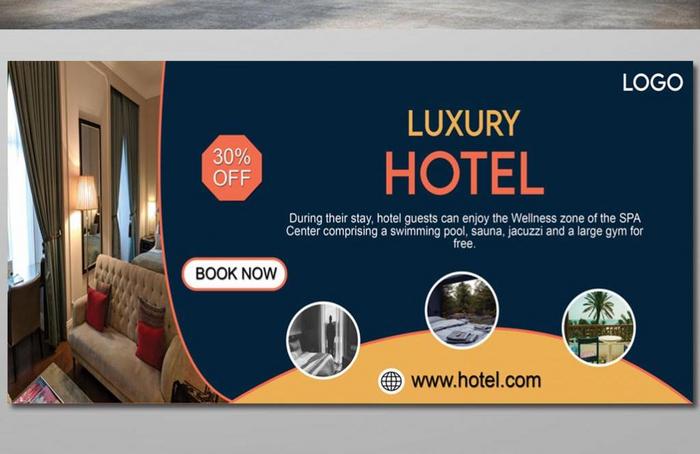 LOGO
LUXURY
HOTEL
30%
OFF
During their stay, hotel guests can enjoy the Wellness zone of the SPA
Center comprising a swimming pool, sauna, jacuzzi and a large gym for
free.
BOOK NOW
www.hotel.com